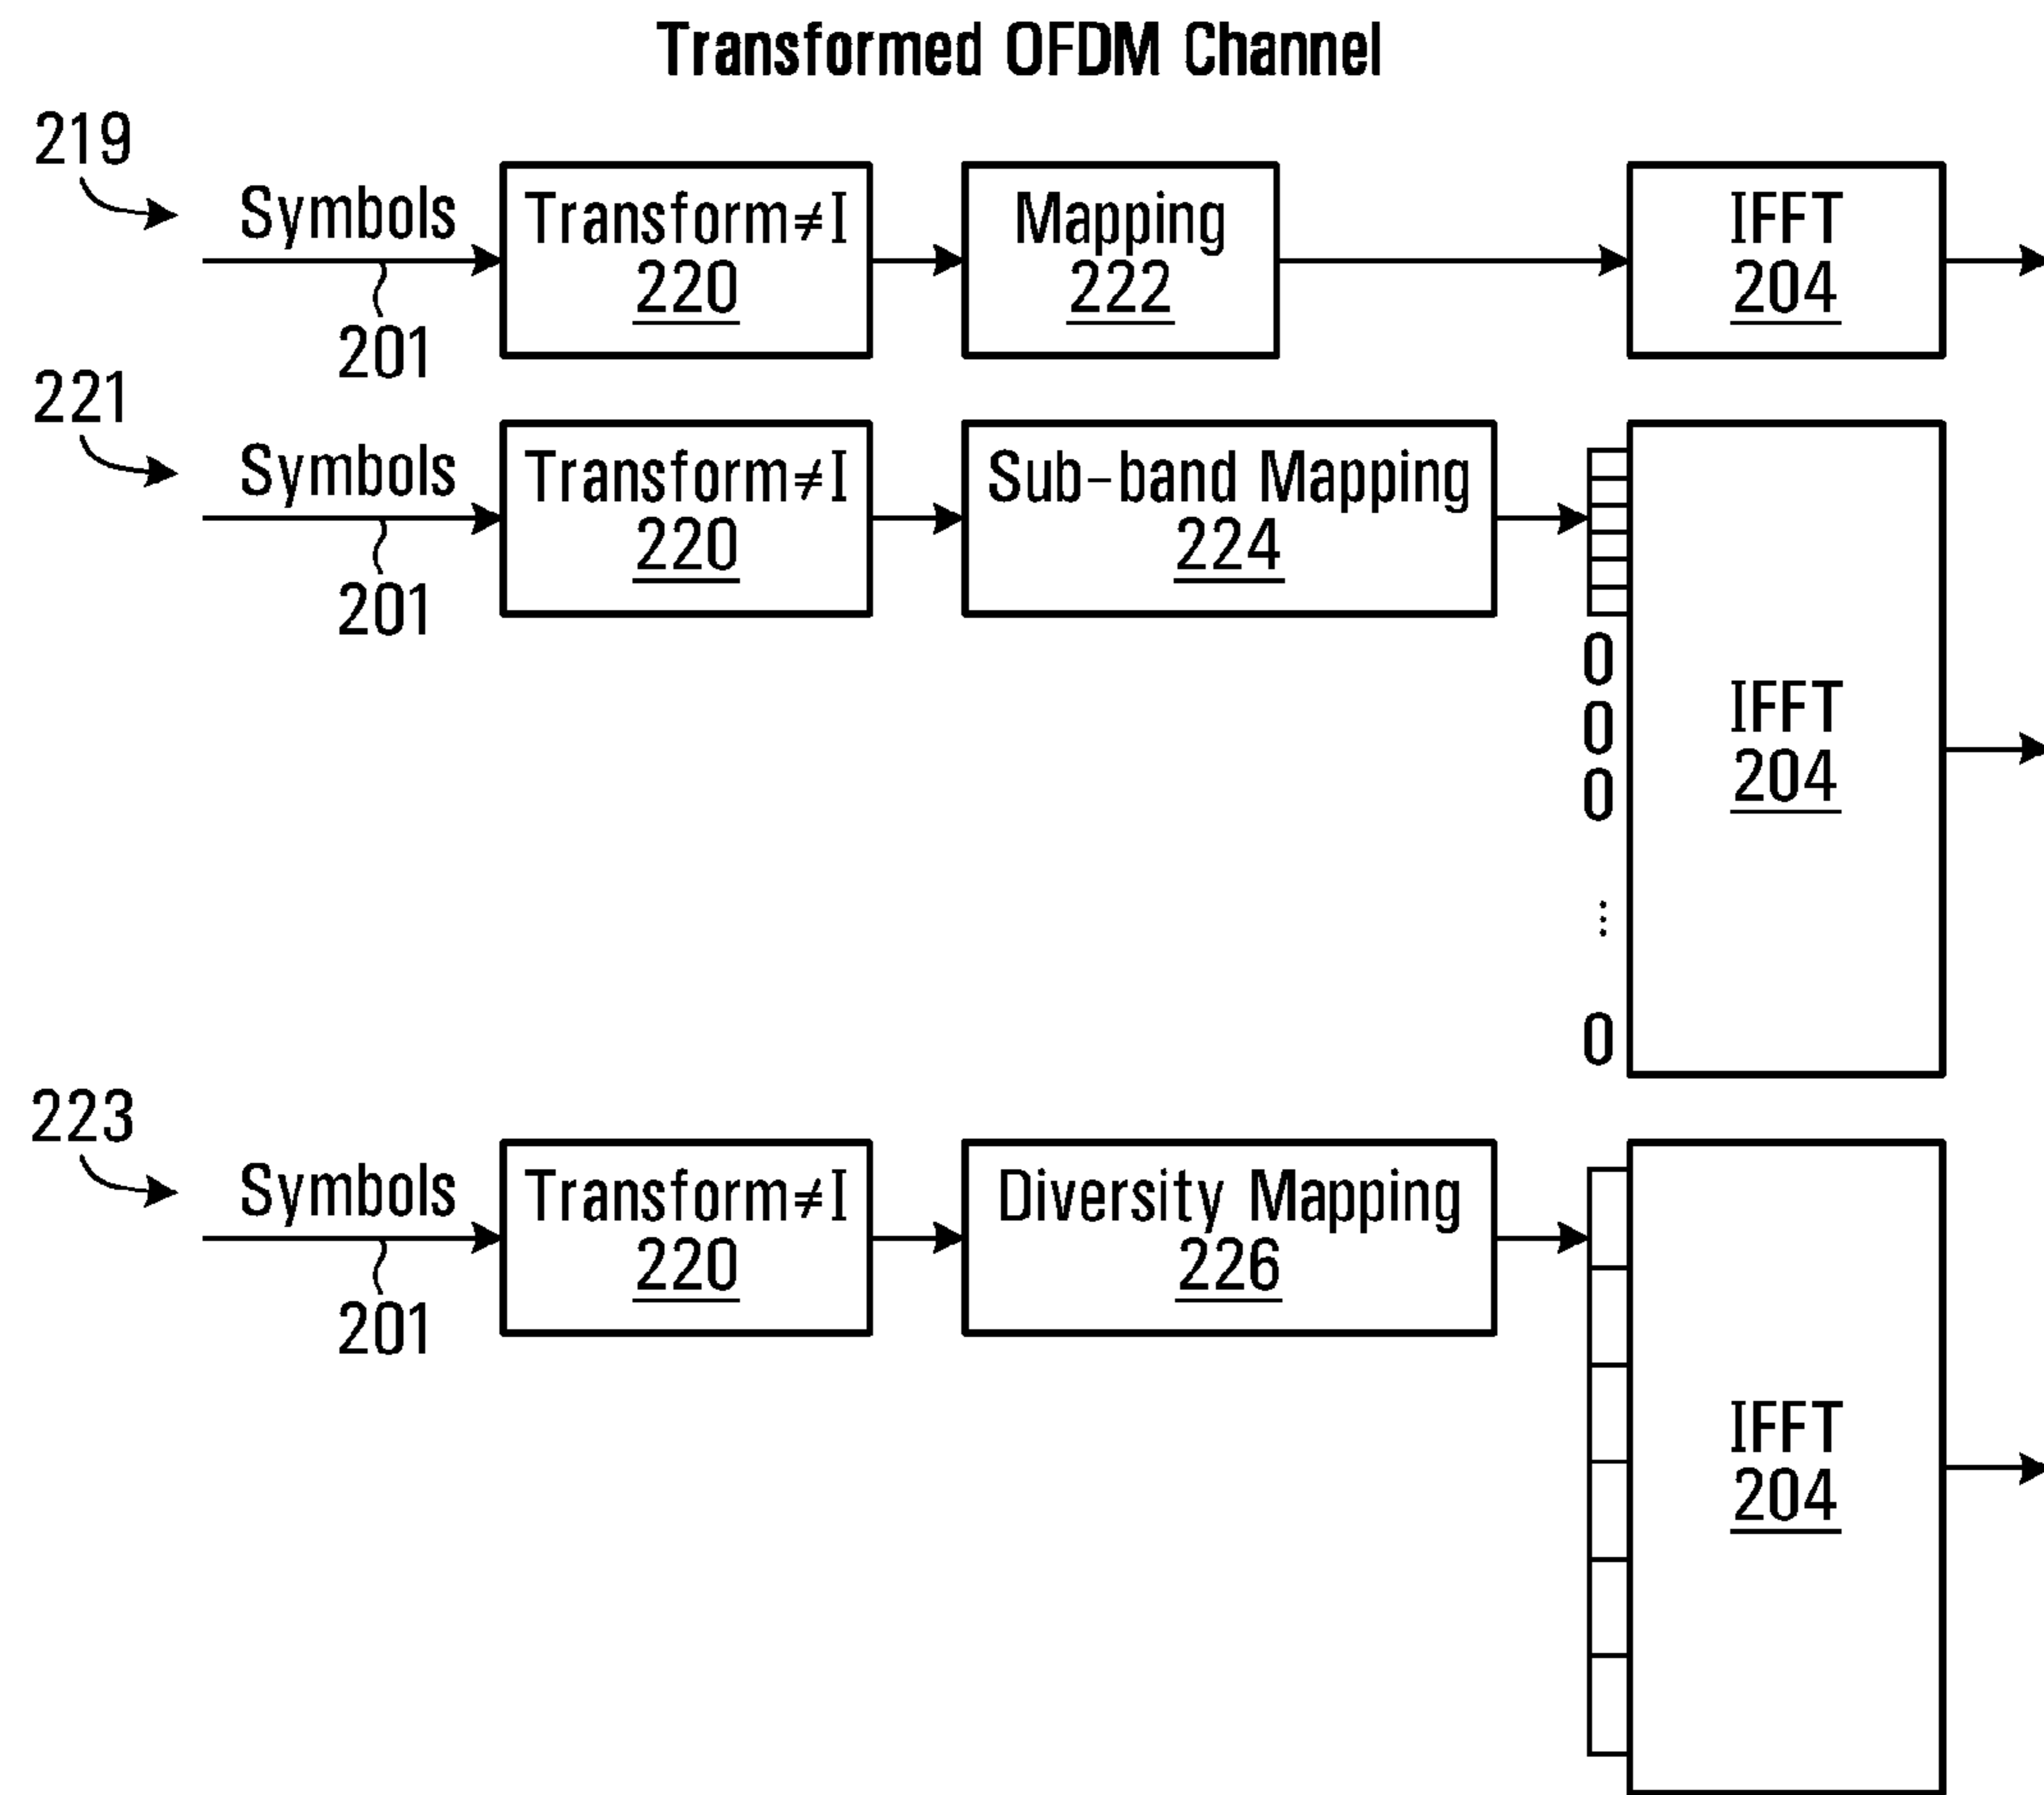 Transformed OFDM Channel
219
Symbols
201
Transform≠I
220
Mapping
222
IFFT
204
221
Symbols
201
Transform≠I
220
Sub-band Mapping
224
0
0
0
⋮
0
IFFT
204
223
Symbols
201
Transform≠I
220
Diversity Mapping
226
IFFT
204